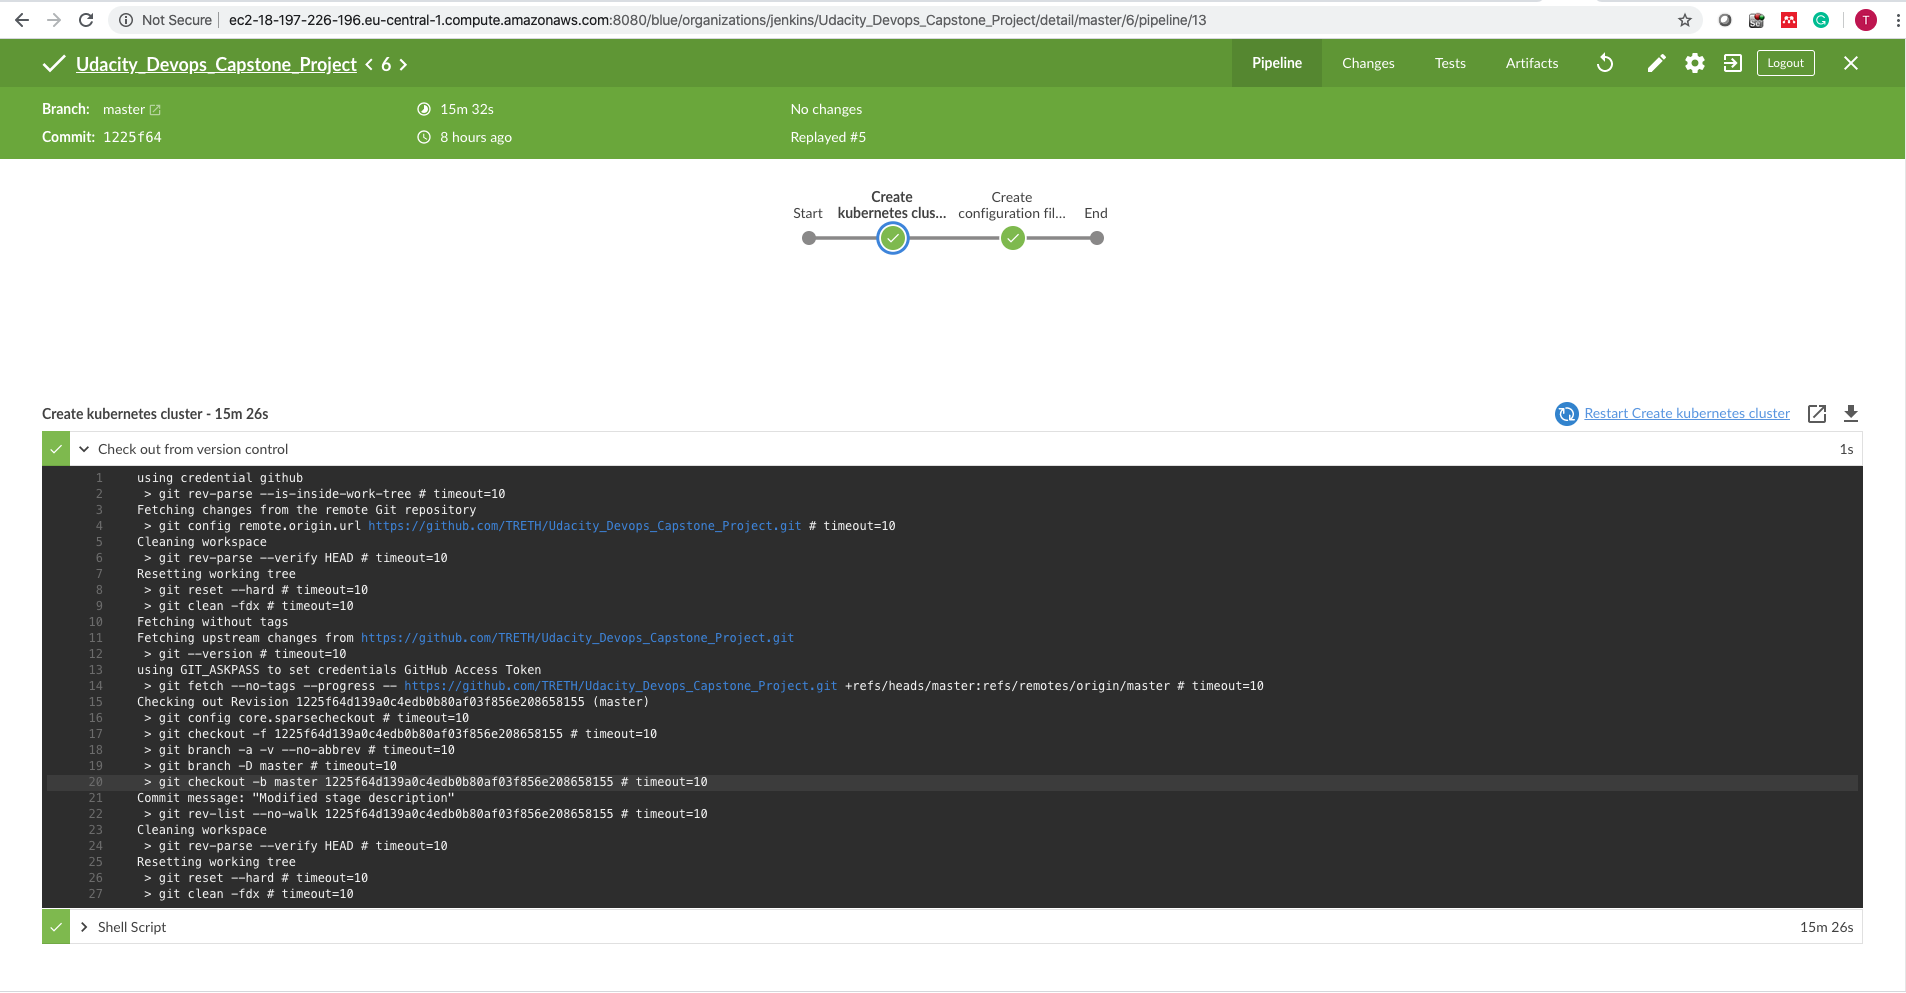 Not Secure ec2-18-197-226-196.eu-central-1.compute.amazonaws.com:8080/blue/organizations/jenkins/Udacity_Devops_Capstone_Project/detail/master/6/pipeline/13
T
Udacity_Devops_Capstone_Project < 6 >
Pipeline Changes Tests Artifacts Logout
Branch: master 15m 32s No changes
Commit: 1225f64 8 hours ago Replayed #5
Start Create kubernetes clus... Create configuration fil... End
Create kubernetes cluster - 15m 26s Restart Create kubernetes cluster
Check out from version control 1s
1 using credential github
2 > git rev-parse --is-inside-work-tree # timeout=10
3 Fetching changes from the remote Git repository
4 > git config remote.origin.url https://github.com/TRETH/Udacity_Devops_Capstone_Project.git # timeout=10
5 Cleaning workspace
6 > git rev-parse --verify HEAD # timeout=10
7 Resetting working tree
8 > git reset --hard # timeout=10
9 > git clean -fdx # timeout=10
10 Fetching without tags
11 Fetching upstream changes from https://github.com/TRETH/Udacity_Devops_Capstone_Project.git
12 > git --version # timeout=10
13 using GIT_ASKPASS to set credentials GitHub Access Token
14 > git fetch --no-tags --progress -- https://github.com/TRETH/Udacity_Devops_Capstone_Project.git +refs/heads/master:refs/remotes/origin/master # timeout=10
15 Checking out Revision 1225f64d139a0c4edb0b80af03f856e208658155 (master)
16 > git config core.sparsecheckout # timeout=10
17 > git checkout -f 1225f64d139a0c4edb0b80af03f856e208658155 # timeout=10
18 > git branch -a -v --no-abbrev # timeout=10
19 > git branch -D master # timeout=10
20 > git checkout -b master 1225f64d139a0c4edb0b80af03f856e208658155 # timeout=10
21 Commit message: "Modified stage description"
22 > git rev-list --no-walk 1225f64d139a0c4edb0b80af03f856e208658155 # timeout=10
23 Cleaning workspace
24 > git rev-parse --verify HEAD # timeout=10
25 Resetting working tree
26 > git reset --hard # timeout=10
27 > git clean -fdx # timeout=10
Shell Script 15m 26s